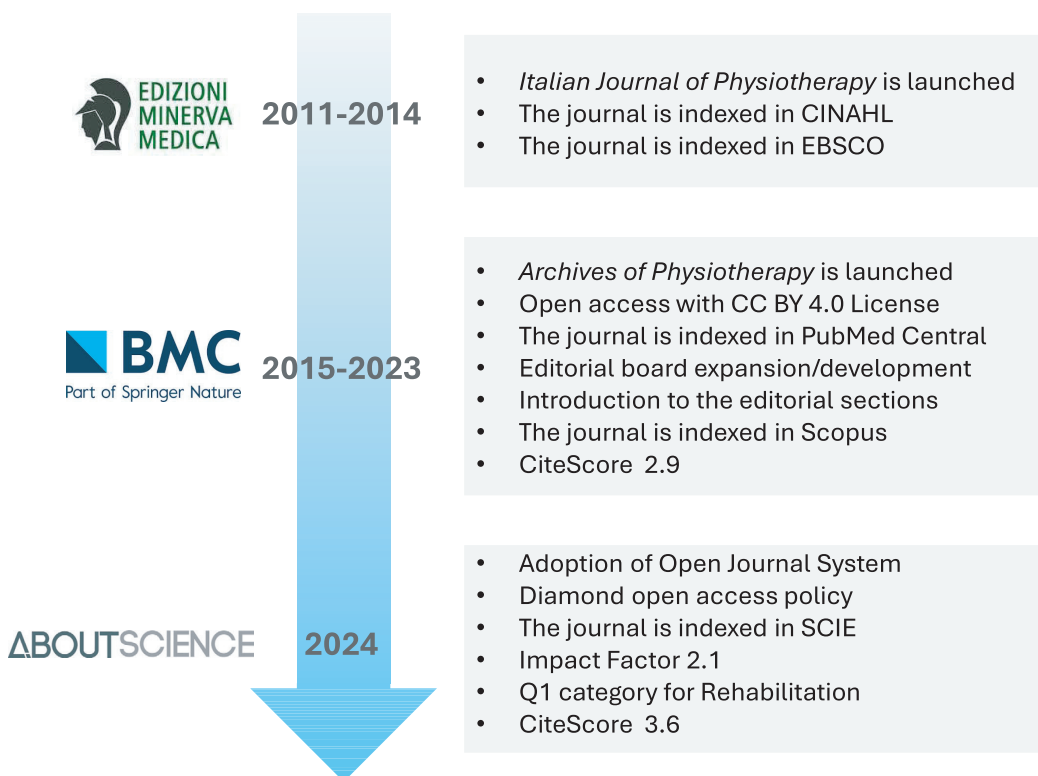 EDIZIONI
MINERVA
MEDICA
2011-2014
• Italian Journal of Physiotherapy is launched
• The journal is indexed in CINAHL
• The journal is indexed in EBSCO
BMC
Part of Springer Nature
2015-2023
• Archives of Physiotherapy is launched
• Open access with CC BY 4.0 License
• The journal is indexed in PubMed Central
• Editorial board expansion/development
• Introduction to the editorial sections
• The journal is indexed in Scopus
• CiteScore 2.9
ABOUTSCIENCE
2024
• Adoption of Open Journal System
• Diamond open access policy
• The journal is indexed in SCIE
• Impact Factor 2.1
• Q1 category for Rehabilitation
• CiteScore 3.6